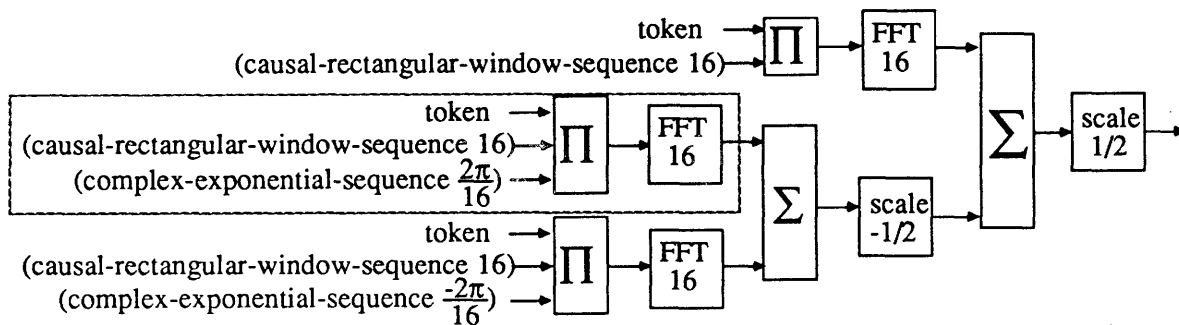 token
(causal-rectangular-window-sequence 16)
∏
FFT
16
token
(causal-rectangular-window-sequence 16)
(complex-exponential-sequence 2π/16)
∏
FFT
16
token
(causal-rectangular-window-sequence 16)
(complex-exponential-sequence -2π/16)
∏
FFT
16
Σ
scale
-1/2
Σ
scale
1/2